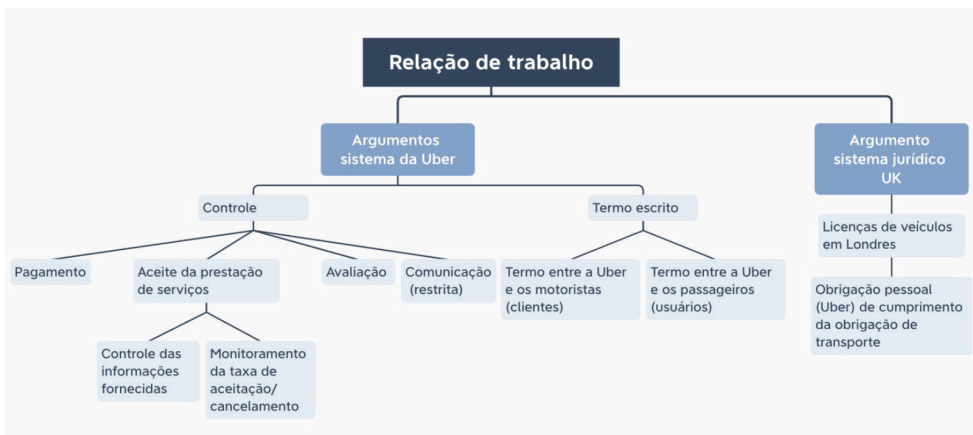 Relação de trabalho
Argumentos
sistema da Uber
Argumento
sistema jurídico
UK
Controle
Termo escrito
Licenças de veículos
em Londres
Pagamento
Aceite da prestação
de serviços
Avaliação
Comunicação
(restrita)
Termo entre a Uber
e os motoristas
(clientes)
Termo entre a Uber
e os passageiros
(usuários)
Obrigação pessoal
(Uber) de cumprimento
da obrigação de
transporte
Controle das
informações
fornecidas
Monitoramento
da taxa de
aceitação/
cancelamento